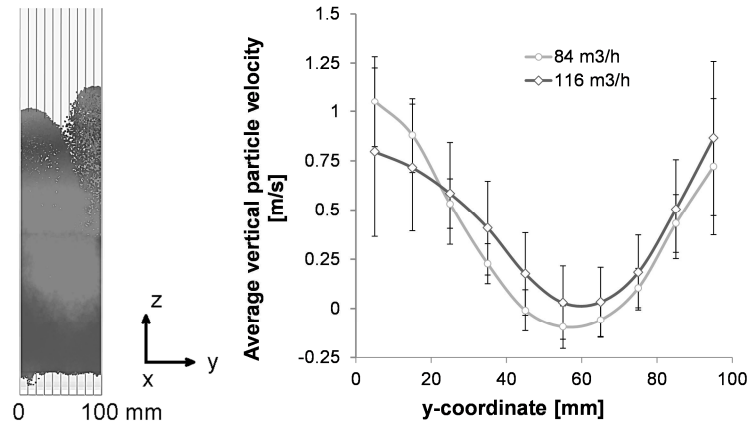 z
y
x
0 100 mm
Average vertical particle velocity
[m/s]
1.5
1.25
1
0.75
0.5
0.25
0
-0.25
84 m3/h
116 m3/h
0 20 40 60 80 100
y-coordinate [mm]